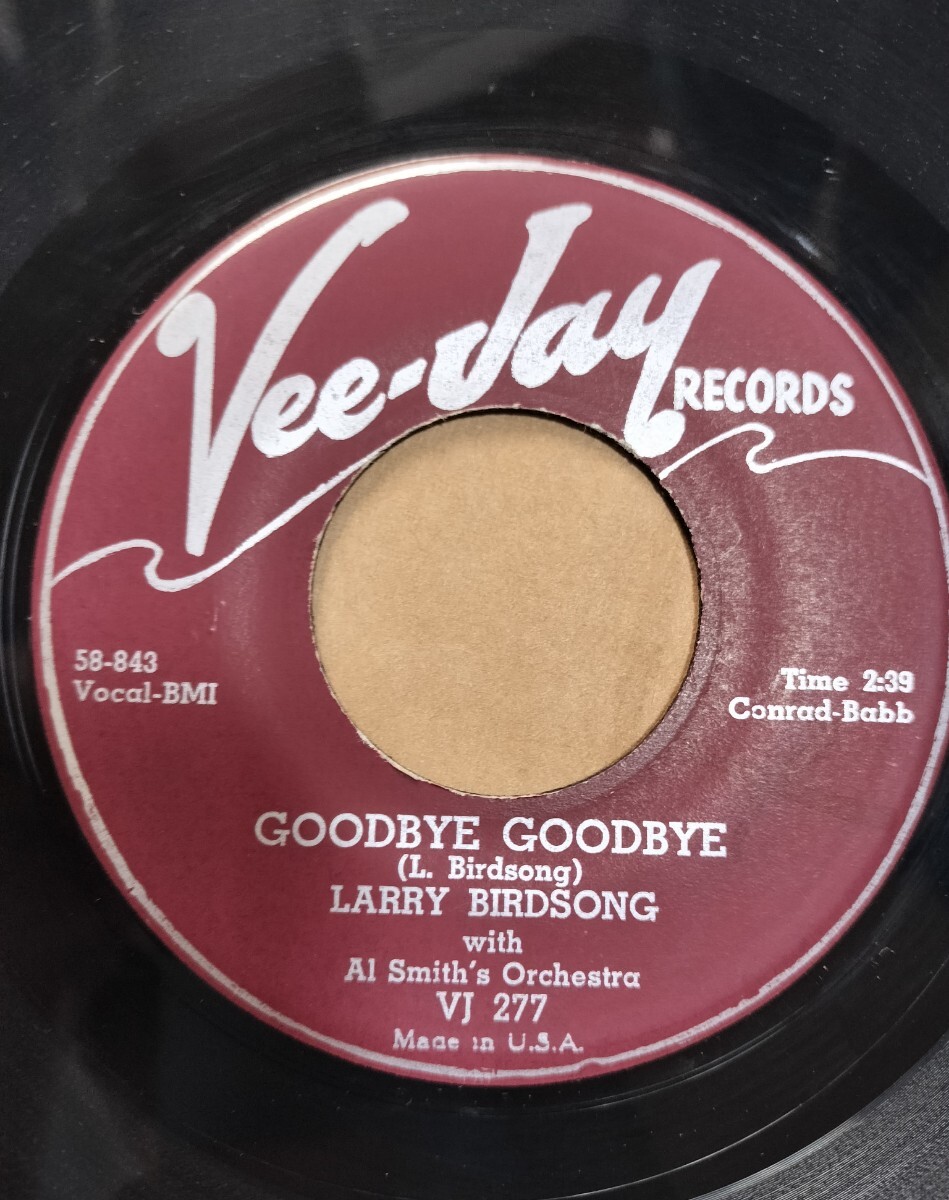 Vee-Jay
RECORDS
58-843
Vocal-BMI
Time 2:39
Conrad-Babb
GOODBYE GOODBYE
(L. Birdsong)
LARRY BIRDSONG
with
Al Smith's Orchestra
VJ 277
Made in U.S.A.